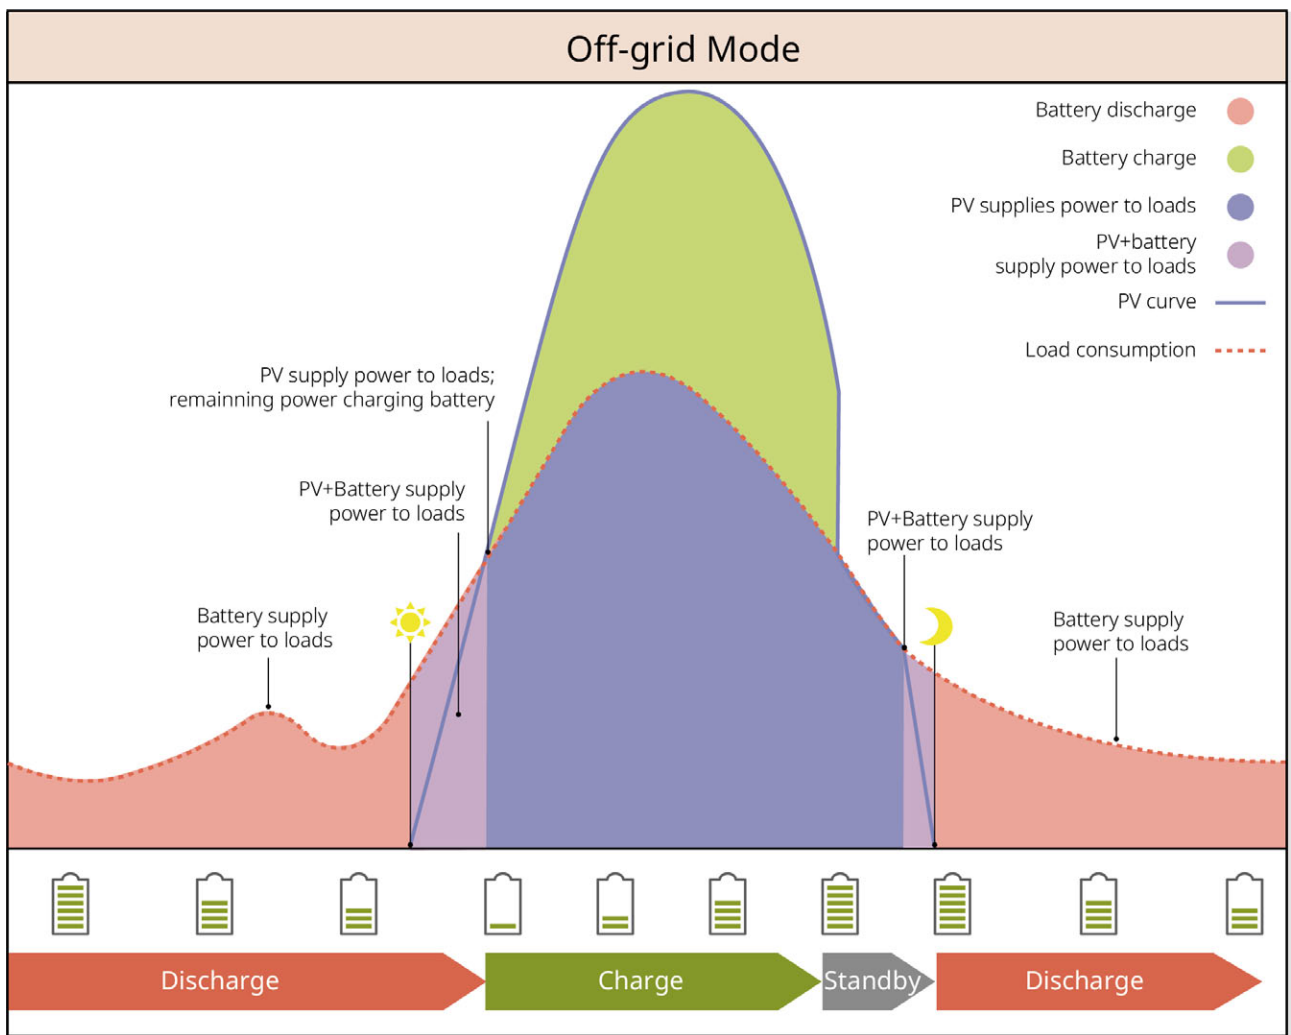 Off-grid Mode
Battery discharge
Battery charge
PV supplies power to loads
PV+battery
supply power to loads
PV curve
Load consumption
PV supply power to loads;
remainning power charging battery
PV+Battery supply
power to loads
PV+Battery supply
power to loads
Battery supply
power to loads
Battery supply
power to loads
Discharge
Charge
Standby
Discharge